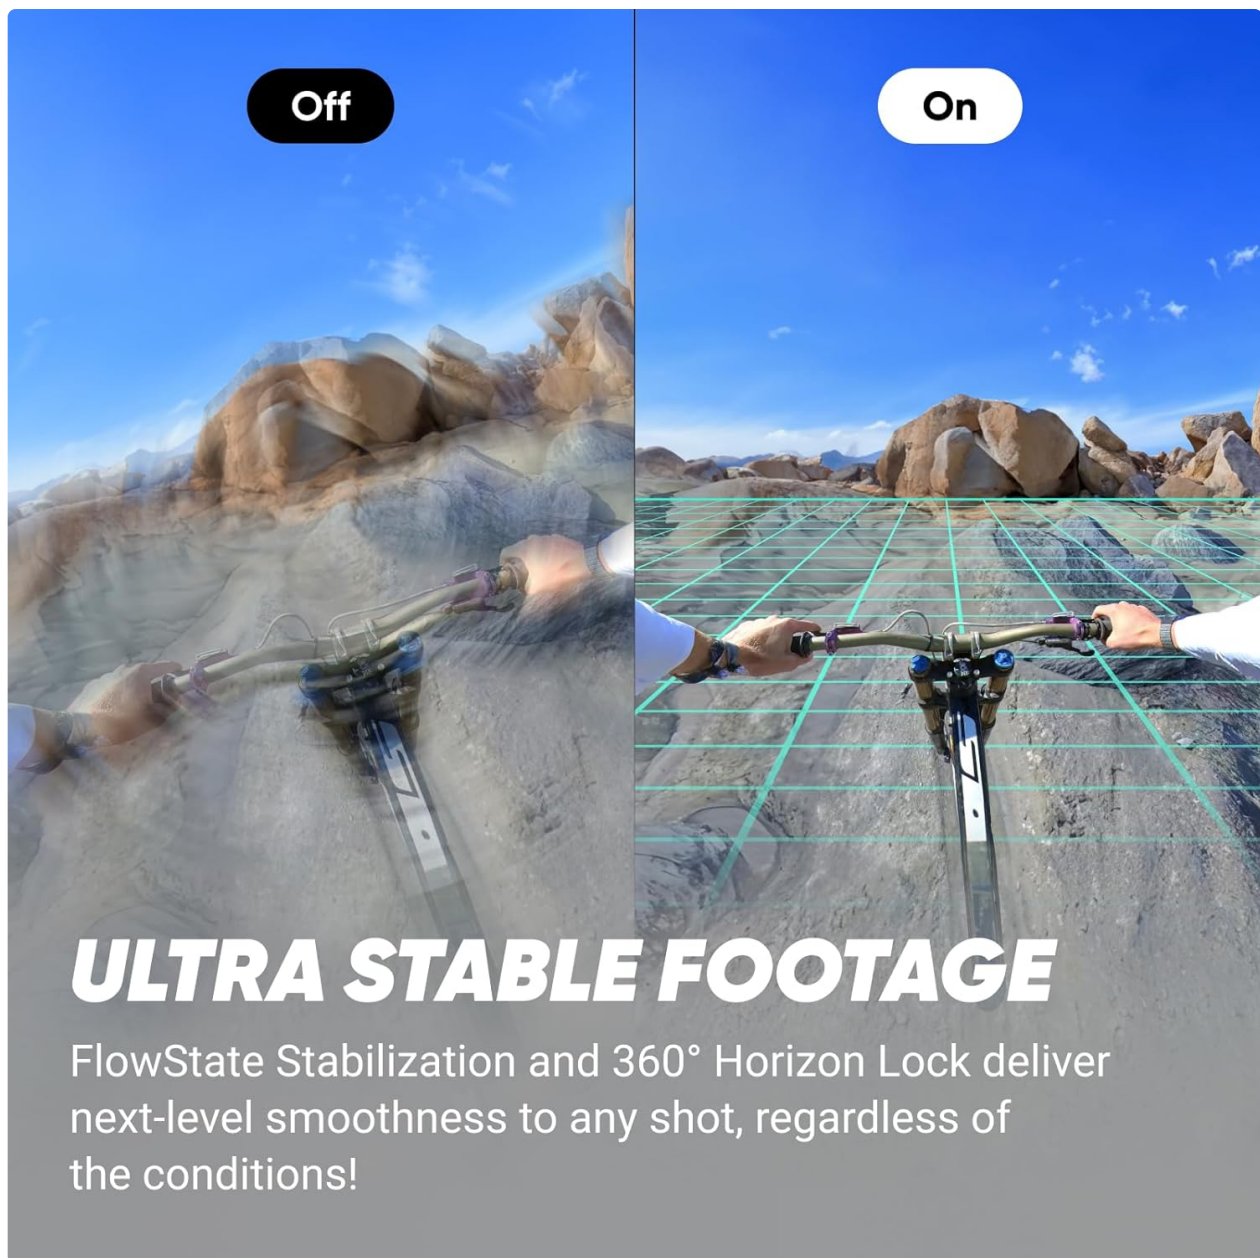 Off
On
ULTRA STABLE FOOTAGE
FlowState Stabilization and 360° Horizon Lock deliver
next-level smoothness to any shot, regardless of
the conditions!